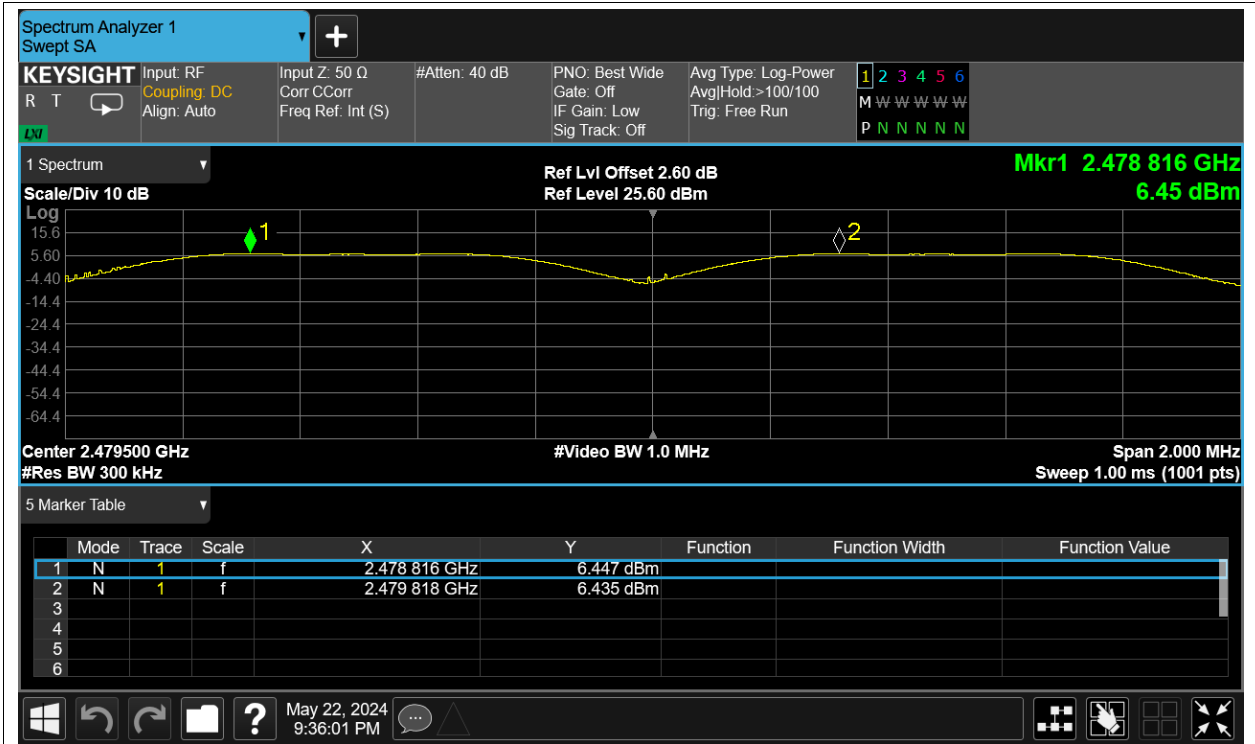 Spectrum Analyzer 1
Swept SA
KEYSIGHT
R T
LXI
Input: RF
Coupling: DC
Align: Auto
Input Z: 50 Ω
Corr CCorr
Freq Ref: Int (S)
#Atten: 40 dB
PNO: Best Wide
Gate: Off
IF Gain: Low
Sig Track: Off
Avg Type: Log-Power
Avg|Hold:>100/100
Trig: Free Run
1 2 3 4 5 6
M W W W W W
P N N N N N
1 Spectrum
Scale/Div 10 dB
Ref Lvl Offset 2.60 dB
Ref Level 25.60 dBm
Mkr1 2.478 816 GHz
6.45 dBm
Log
15.6
5.60
-4.40
-14.4
-24.4
-34.4
-44.4
-54.4
-64.4
1
2
Center 2.479500 GHz
#Video BW 1.0 MHz
Span 2.000 MHz
#Res BW 300 kHz
Sweep 1.00 ms (1001 pts)
5 Marker Table
Mode Trace Scale X Y Function Function Width Function Value
1 N 1 f 2.478 816 GHz 6.447 dBm
2 N 1 f 2.479 818 GHz 6.435 dBm
3
4
5
6
?
May 22, 2024
9:36:01 PM